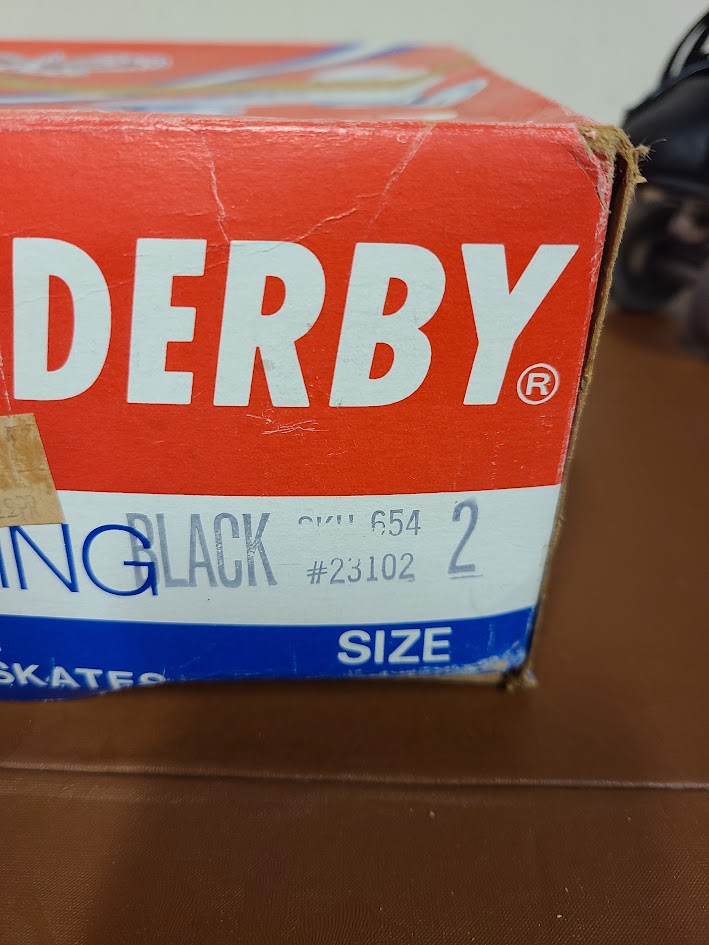 DERBY®
ING BLACK SKU 654 2
#23102
SIZE
SKATES